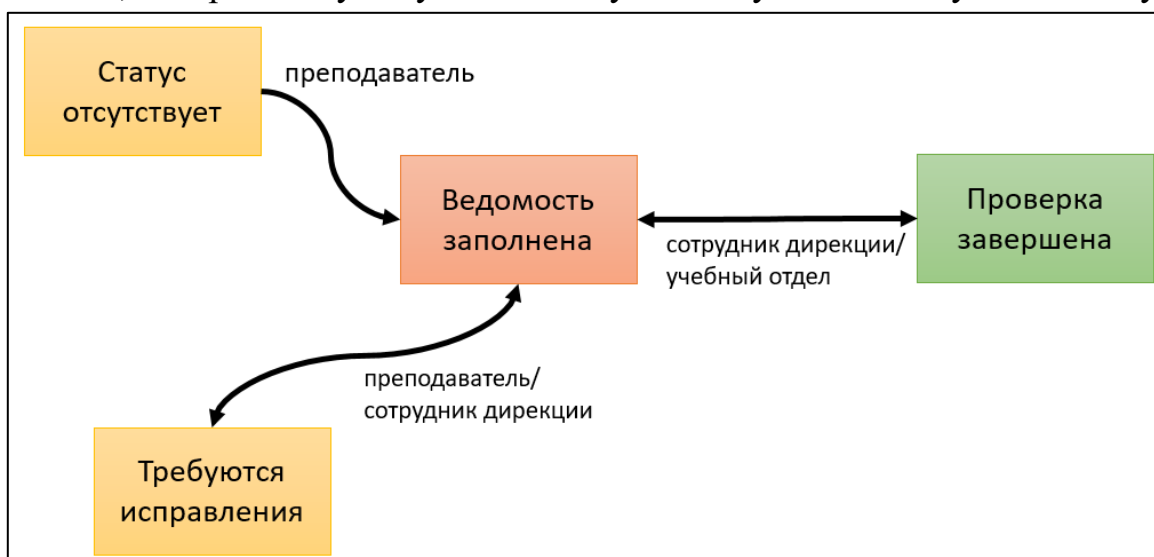 Статус
отсутствует
преподаватель
Ведомость
заполнена
Проверка
завершена
сотрудник дирекции/
учебный отдел
преподаватель/
сотрудник дирекции
Требуются
исправления